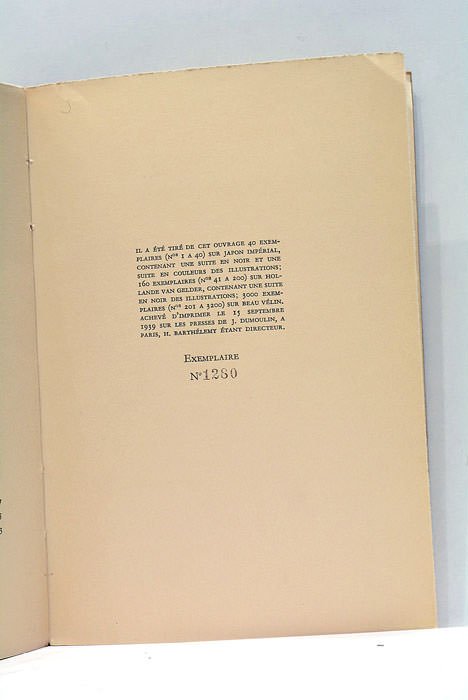 IL A ÉTÉ TIRÉ DE CET OUVRAGE 40 EXEM-
PLAIRES (Nos 1 A 40) SUR JAPON IMPÉRIAL,
CONTENANT UNE SUITE EN NOIR ET UNE
SUITE EN COULEURS DES ILLUSTRATIONS;
160 EXEMPLAIRES (Nos 41 A 200) SUR HOL-
LANDE VAN GELDER, CONTENANT UNE SUITE
EN NOIR DES ILLUSTRATIONS; 3000 EXEM-
PLAIRES (Nos 201 A 3200) SUR BEAU VÉLIN.
ACHEVÉ D'IMPRIMER LE 15 SEPTEMBRE
1939 SUR LES PRESSES DE J. DUMOULIN, A
PARIS, H. BARTHÉLEMY ÉTANT DIRECTEUR.
EXEMPLAIRE
No 1280